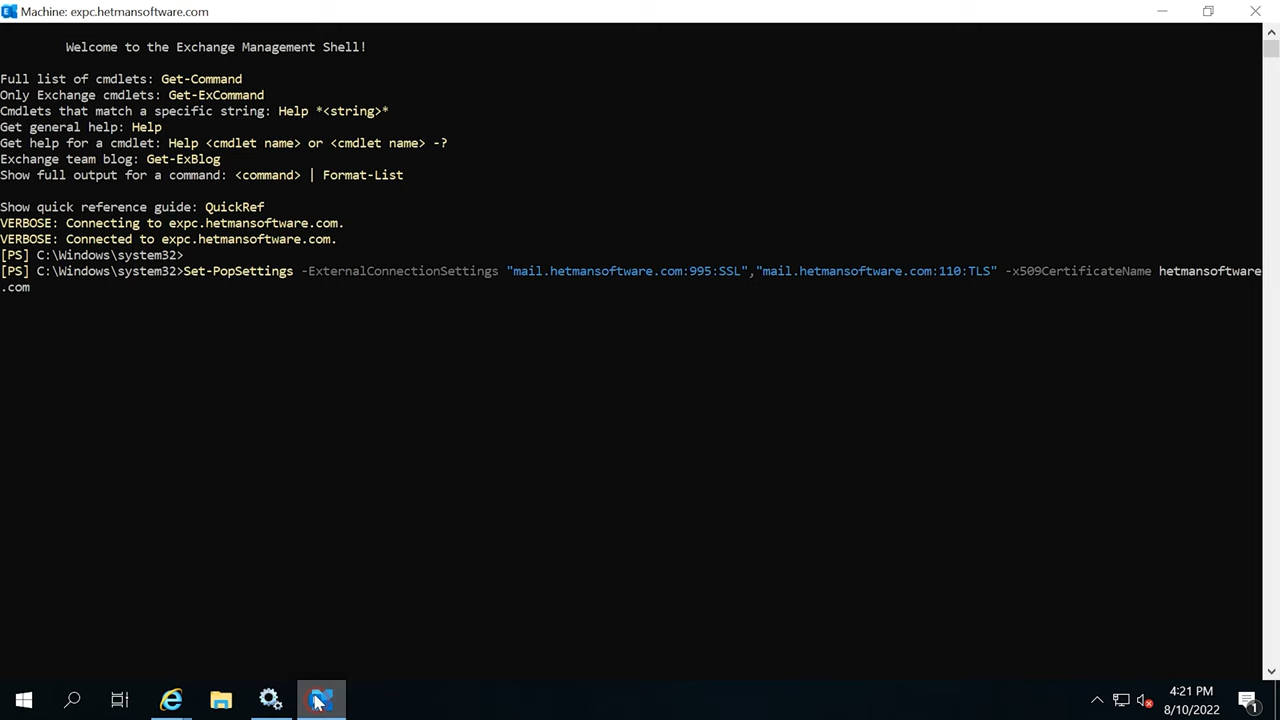 Machine: expc.hetmansoftware.com
Welcome to the Exchange Management Shell!
Full list of cmdlets: Get-Command
Only Exchange cmdlets: Get-ExCommand
Cmdlets that match a specific string: Help *<string>*
Get general help: Help
Get help for a cmdlet: Help <cmdlet name> or <cmdlet name> -?
Exchange team blog: Get-ExBlog
Show full output for a command: <command> | Format-List
Show quick reference guide: QuickRef
VERBOSE: Connecting to expc.hetmansoftware.com.
VERBOSE: Connected to expc.hetmansoftware.com.
[PS] C:\Windows\system32>
[PS] C:\Windows\system32>Set-PopSettings -ExternalConnectionSettings "mail.hetmansoftware.com:995:SSL","mail.hetmansoftware.com:110:TLS" -x509CertificateName hetmansoftware
.com
4:21 PM
8/10/2022
1